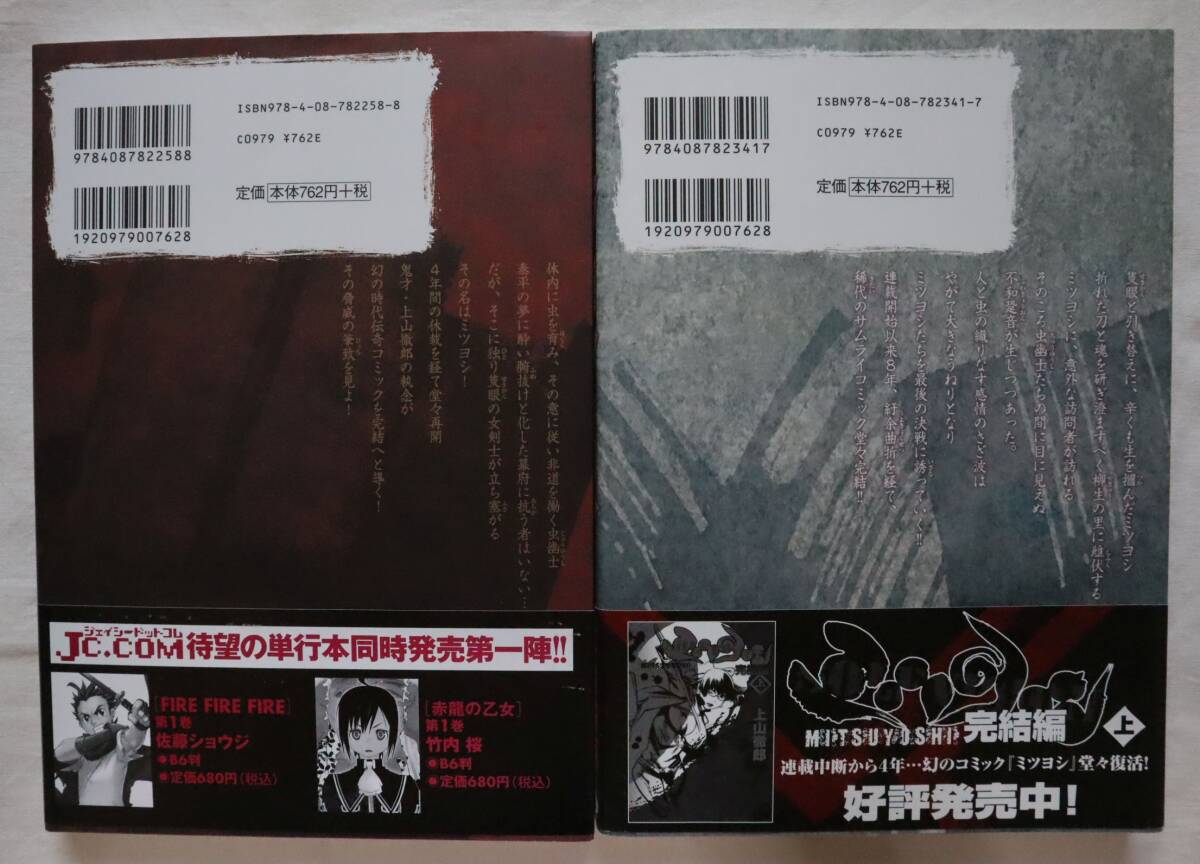 ISBN978-4-08-782258-8
C0979 ¥762E
9784087822588
定価 本体762円+税
1920979007628
体内に虫を育み、その意に従い非道を働く虫幽士
泰平の夢に酔い腑抜けと化した幕府に抗う者はいない…
だが、そこに独り隻眼の女剣士が立ち塞がる
その名はミツヨシ!
4年間の休載を経て堂々再開
鬼才・上山徹郎の執念が
幻の時代伝奇コミックを完結へと導く!
その脅威の筆致を見よ!
ジェイシードットコム
JC.COM待望の単行本同時発売第一陣!!
[FIRE FIRE FIRE]
第1巻
佐藤ショウジ
●B6判
●定価680円(税込)
[赤龍の乙女]
第1巻
竹内 桜
●B6判
●定価680円(税込)
ISBN978-4-08-782341-7
C0979 ¥762E
9784087823417
定価 本体762円+税
1920979007628
隻眼と引き替えに、辛くも生を掴んだミツヨシ
折れた刀と魂を研ぎ澄ますべく柳生の里に雌伏する
ミツヨシに、意外な訪問者が訪れる
そのころ虫幽士たちの間に目に見えぬ
不和跫音が生じつつあった。
人と虫の織りなす感情のさざ波は
やがて大きなうねりとなり
ミツヨシたちを最後の決戦に誘っていく!!
連載開始以来8年、紆余曲折を経て、
稀代のサムライコミック堂々完結!!
上
上山徹郎
MITSUYOSHI 完結編 上
連載中断から4年…幻のコミック『ミツヨシ』堂々復活!
好評発売中!